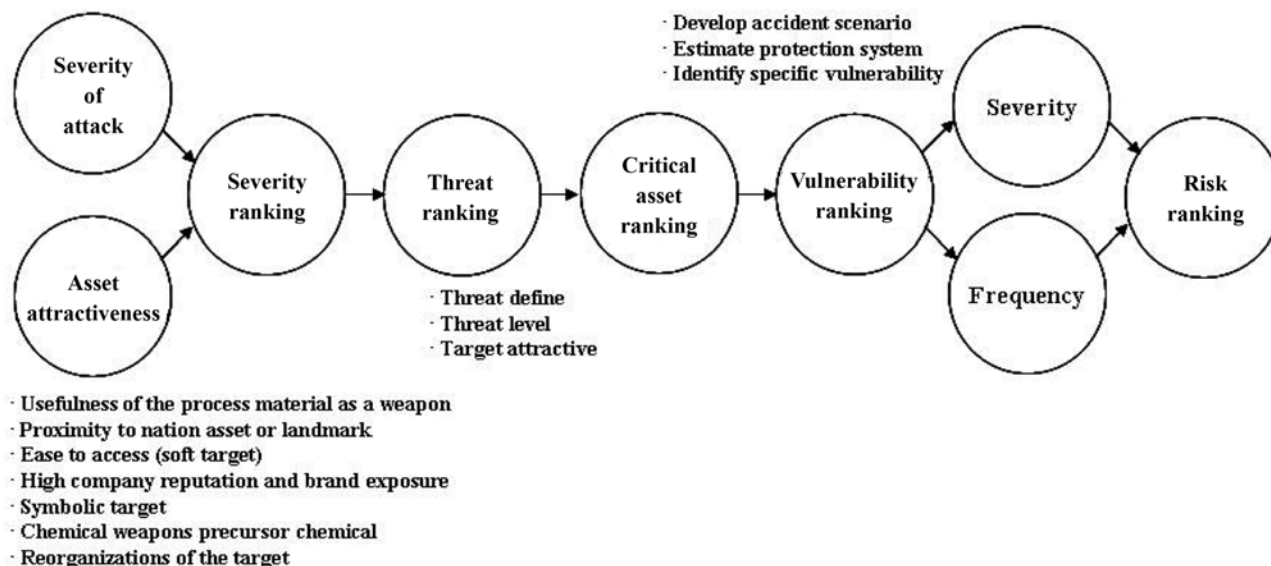 Severity
of
attack
Asset
attractiveness
· Usefulness of the process material as a weapon
· Proximity to nation asset or landmark
· Ease to access (soft target)
· High company reputation and brand exposure
· Symbolic target
· Chemical weapons precursor chemical
· Reorganizations of the target
Severity
ranking
Threat
ranking
· Threat define
· Threat level
· Target attractive
Critical
asset
ranking
Vulnerability
ranking
· Develop accident scenario
· Estimate protection system
· Identify specific vulnerability
Severity
Frequency
Risk
ranking